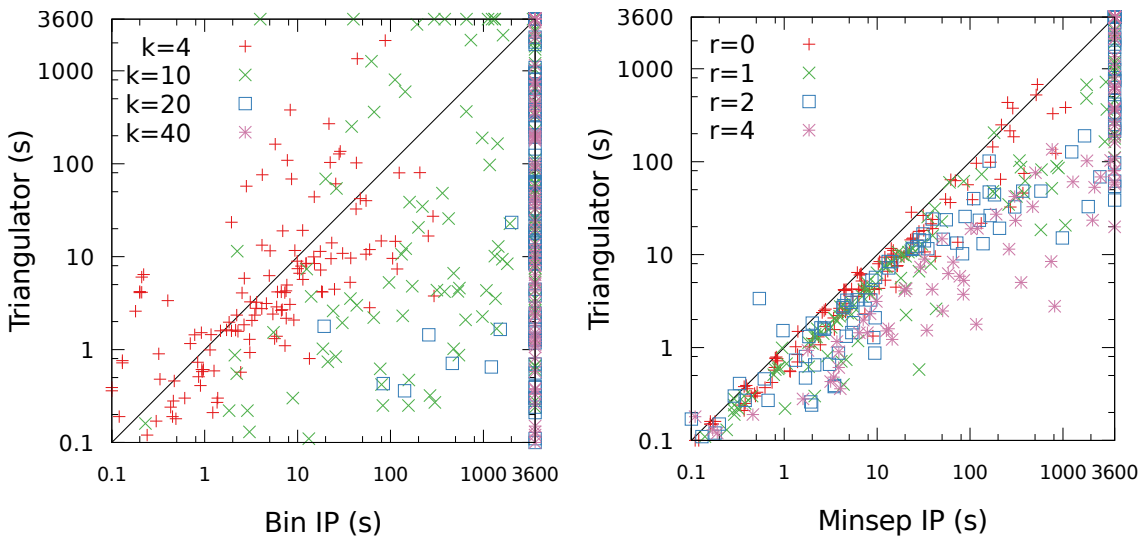 3600
1000
100
10
1
0.1
Triangulator (s)
k=4
k=10
k=20
k=40
0.1 1 10 100 1000 3600
Bin IP (s)
3600
1000
100
10
1
0.1
Triangulator (s)
r=0
r=1
r=2
r=4
0.1 1 10 100 1000 3600
Minsep IP (s)